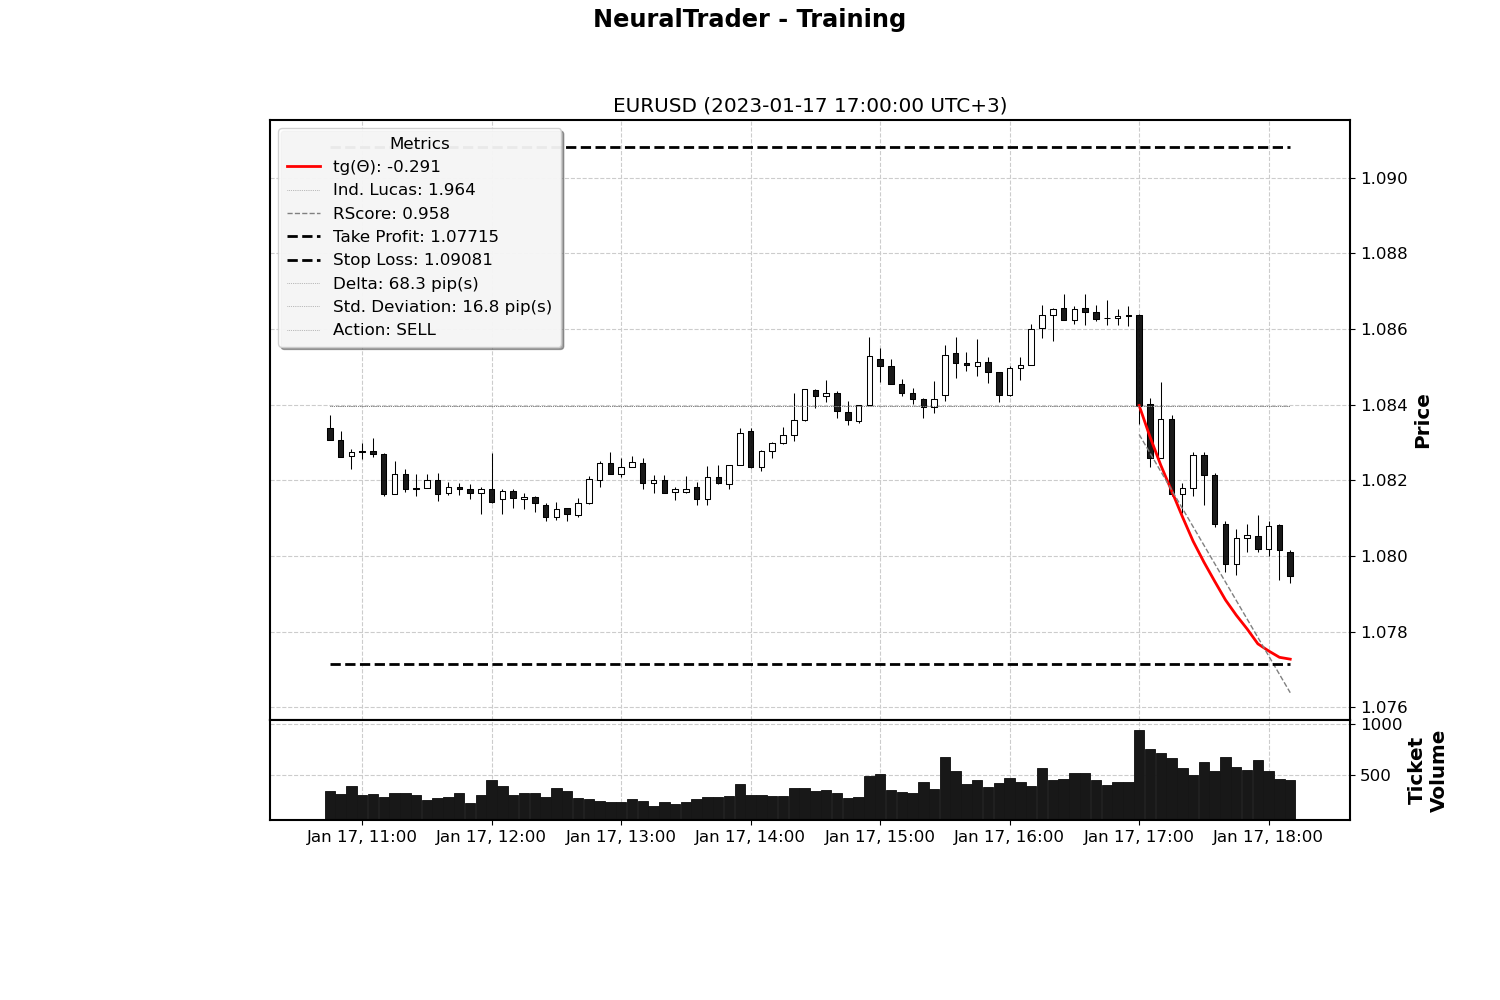 NeuralTrader - Training
EURUSD (2023-01-17 17:00:00 UTC+3)
Metrics
tg(Θ): -0.291
Ind. Lucas: 1.964
RScore: 0.958
Take Profit: 1.07715
Stop Loss: 1.09081
Delta: 68.3 pip(s)
Std. Deviation: 16.8 pip(s)
Action: SELL
1.090
1.088
1.086
1.084
1.082
1.080
1.078
1.076
Price
1000
500
Ticket
Volume
Jan 17, 11:00 Jan 17, 12:00 Jan 17, 13:00 Jan 17, 14:00 Jan 17, 15:00 Jan 17, 16:00 Jan 17, 17:00 Jan 17, 18:00